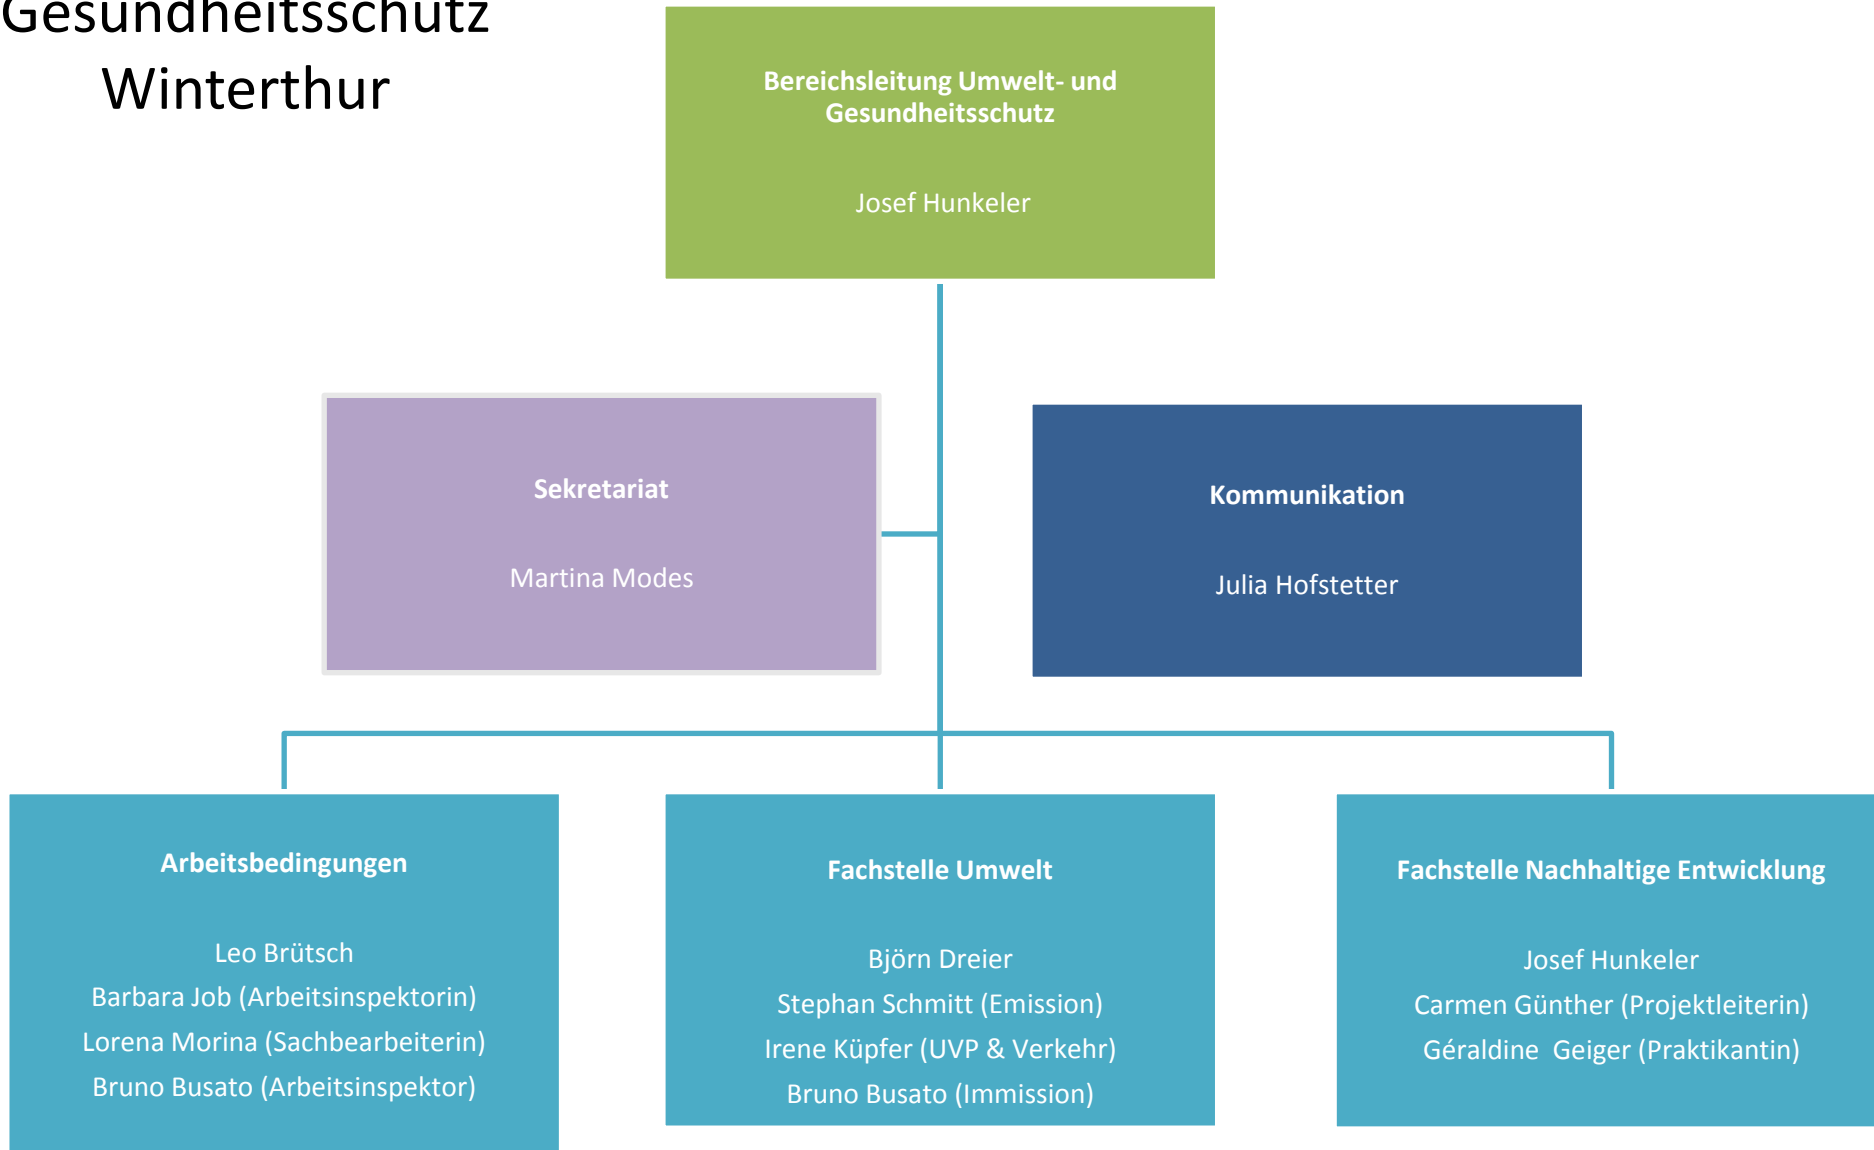 Gesundheitsschutz
Winterthur
Bereichsleitung Umwelt- und
Gesundheitsschutz
Josef Hunkeler
Sekretariat
Martina Modes
Kommunikation
Julia Hofstetter
Arbeitsbedingungen
Leo Brütsch
Barbara Job (Arbeitsinspektorin)
Lorena Morina (Sachbearbeiterin)
Bruno Busato (Arbeitsinspektor)
Fachstelle Umwelt
Björn Dreier
Stephan Schmitt (Emission)
Irene Küpfer (UVP & Verkehr)
Bruno Busato (Immission)
Fachstelle Nachhaltige Entwicklung
Josef Hunkeler
Carmen Günther (Projektleiterin)
Géraldine  Geiger (Praktikantin)